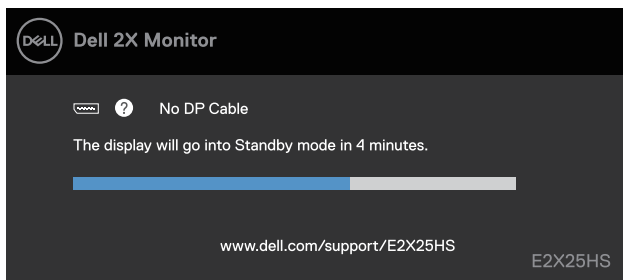 DELL
Dell 2X Monitor
? No DP Cable
The display will go into Standby mode in 4 minutes.
www.dell.com/support/E2X25HS
E2X25HS